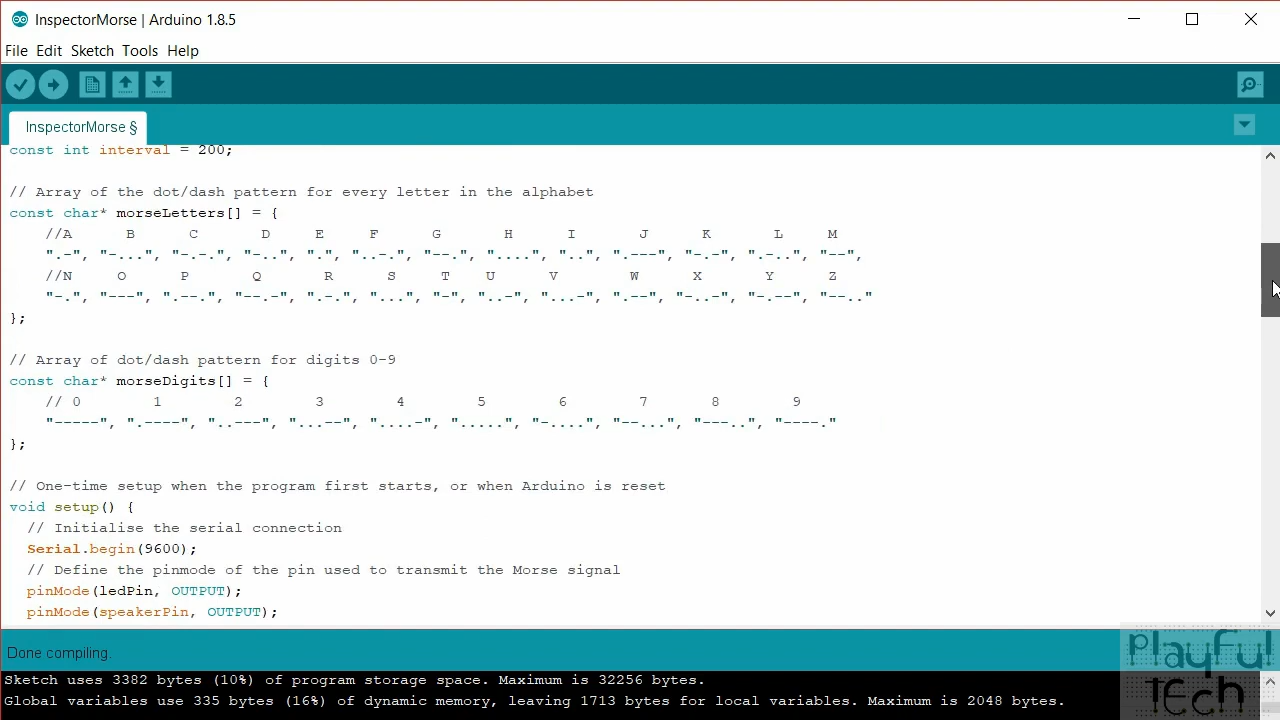 InspectorMorse | Arduino 1.8.5
File Edit Sketch Tools Help
InspectorMorse §
const int interval = 200;
// Array of the dot/dash pattern for every letter in the alphabet
const char* morseLetters[] = {
//A B C D E F G H I J K L M
".-", "-...", "-.-.", "-..", ".", "..-.", "--.", "....", "..", ".---", "-.-", ".-..", "--",
//N O P Q R S T U V W X Y Z
"-.", "---", ".--.", "--.-", ".-.", "...", "-", "..-", "...-", ".--", "-..-", "-.--", "--.."
};
// Array of dot/dash pattern for digits 0-9
const char* morseDigits[] = {
// 0 1 2 3 4 5 6 7 8 9
"-----", ".----", "..---", "...--", "....-", ".....", "-....", "--...", "---..", "----."
};
// One-time setup when the program first starts, or when Arduino is reset
void setup() {
// Initialise the serial connection
Serial.begin(9600);
// Define the pinmode of the pin used to transmit the Morse signal
pinMode(ledPin, OUTPUT);
pinMode(speakerPin, OUTPUT);
Done compiling.
Sketch uses 3382 bytes (10%) of program storage space. Maximum is 32256 bytes.
Global variables use 335 bytes (16%) of dynamic memory, leaving 1713 bytes for local variables. Maximum is 2048 bytes.
Playful
tEch